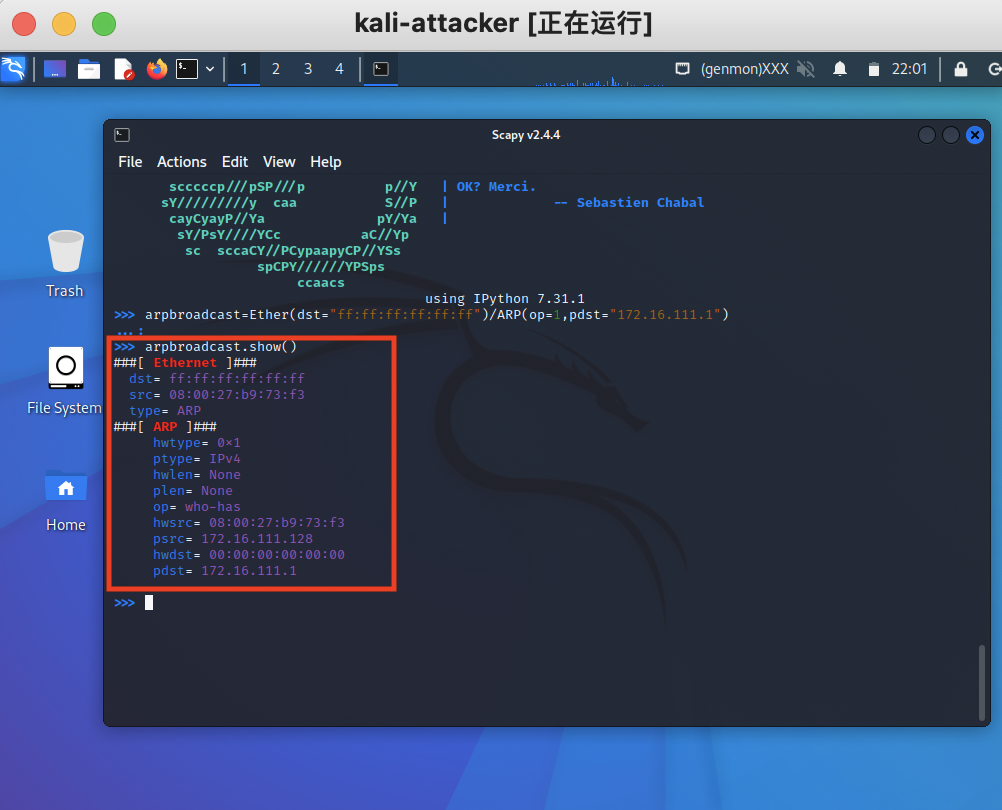 kali-attacker [正在运行]
1 2 3 4 (genmon)XXX 22:01
Scapy v2.4.4
File Actions Edit View Help
scccccp///pSP///p p//Y | OK? Merci.
sY/////////y caa S//P | -- Sebastien Chabal
cayCyayP//Ya pY/Ya |
sY/PsY////YCc aC//Yp
sc sccaCY//PCypaapyCP//YSs
spCPY//////YPSps
ccaacs
using IPython 7.31.1
>>> arpbroadcast=Ether(dst="ff:ff:ff:ff:ff:ff")/ARP(op=1,pdst="172.16.111.1")
...:
>>> arpbroadcast.show()
###[ Ethernet ]###
dst= ff:ff:ff:ff:ff:ff
src= 08:00:27:b9:73:f3
type= ARP
###[ ARP ]###
hwtype= 0×1
ptype= IPv4
hwlen= None
plen= None
op= who-has
hwsrc= 08:00:27:b9:73:f3
psrc= 172.16.111.128
hwdst= 00:00:00:00:00:00
pdst= 172.16.111.1
>>>
Trash
File System
Home